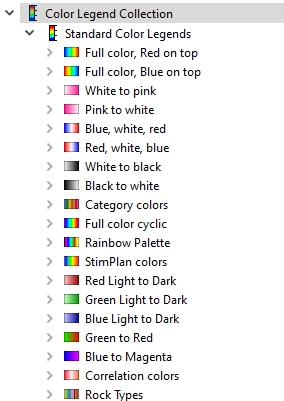 Color Legend Collection
Standard Color Legends
Full color, Red on top
Full color, Blue on top
White to pink
Pink to white
Blue, white, red
Red, white, blue
White to black
Black to white
Category colors
Full color cyclic
Rainbow Palette
StimPlan colors
Red Light to Dark
Green Light to Dark
Blue Light to Dark
Green to Red
Blue to Magenta
Correlation colors
Rock Types